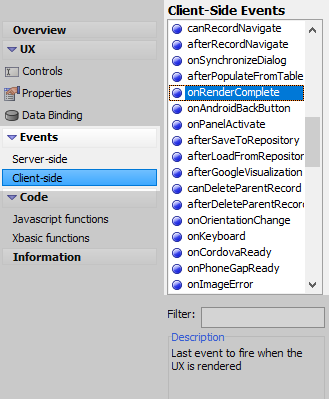 Overview
UX
Controls
Properties
Data Binding
Events
Server-side
Client-side
Code
Javascript functions
Xbasic functions
Information
Client-Side Events
canRecordNavigate
afterRecordNavigate
onSynchronizeDialog
afterPopulateFromTable
onRenderComplete
onAndroidBackButton
onPanelActivate
afterSaveToRepository
afterLoadFromRepositor
afterGoogleVisualization
canDeleteParentRecord
afterDeleteParentRecord
onOrientationChange
onKeyboard
onCordovaReady
onPhoneGapReady
onImageError
Filter:
Description
Last event to fire when the
UX is rendered